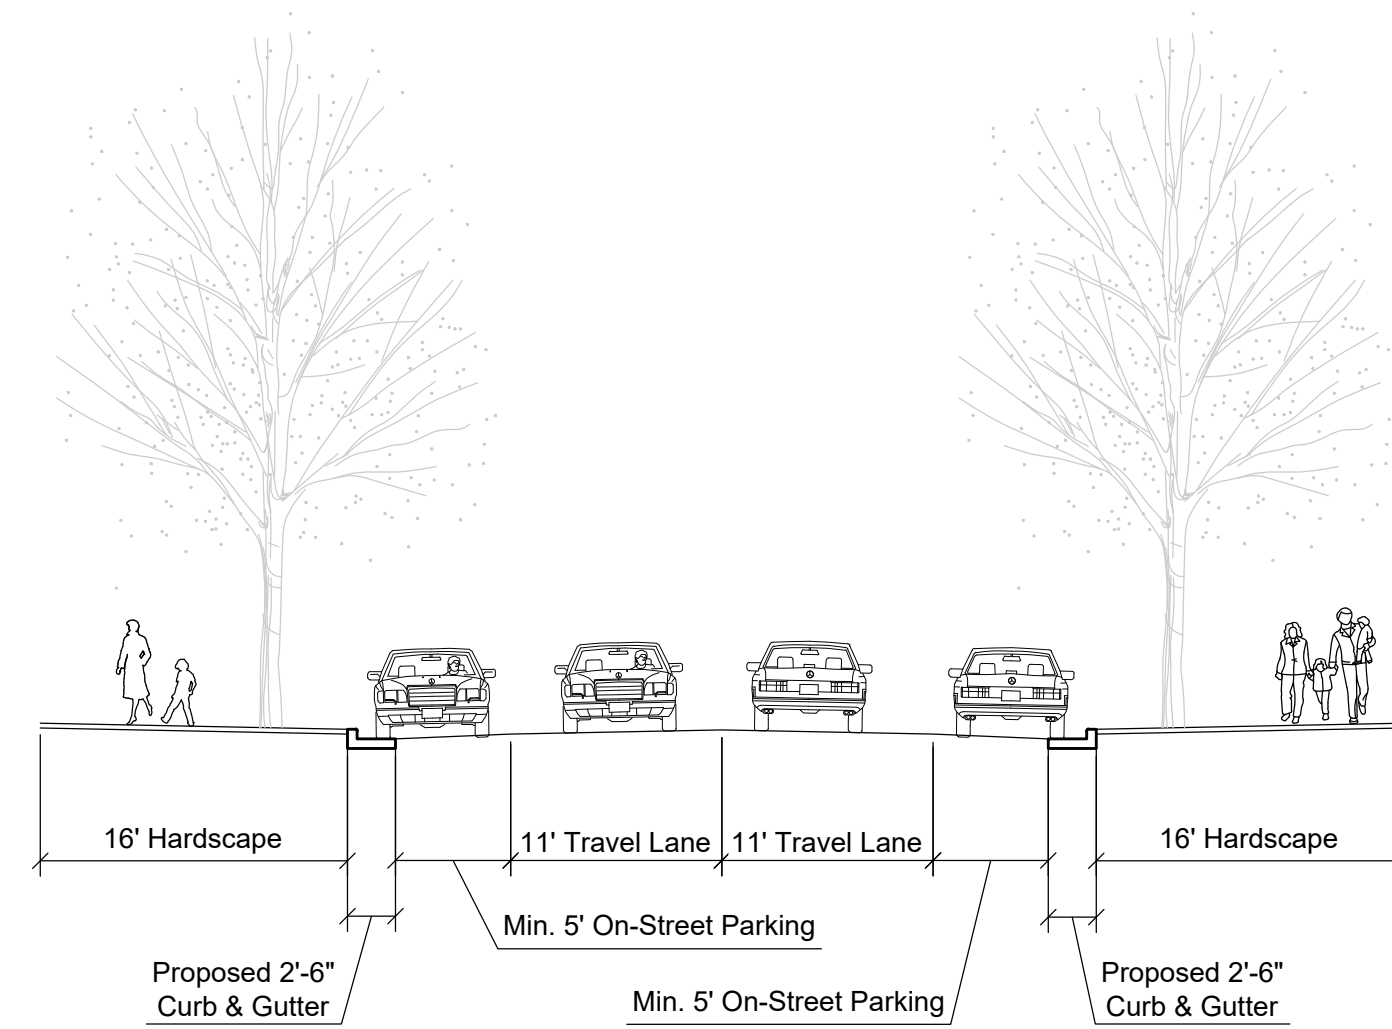 16' Hardscape
11' Travel Lane
11' Travel Lane
16' Hardscape
Min. 5' On-Street Parking
Proposed 2'-6"
Curb & Gutter
Min. 5' On-Street Parking
Proposed 2'-6"
Curb & Gutter